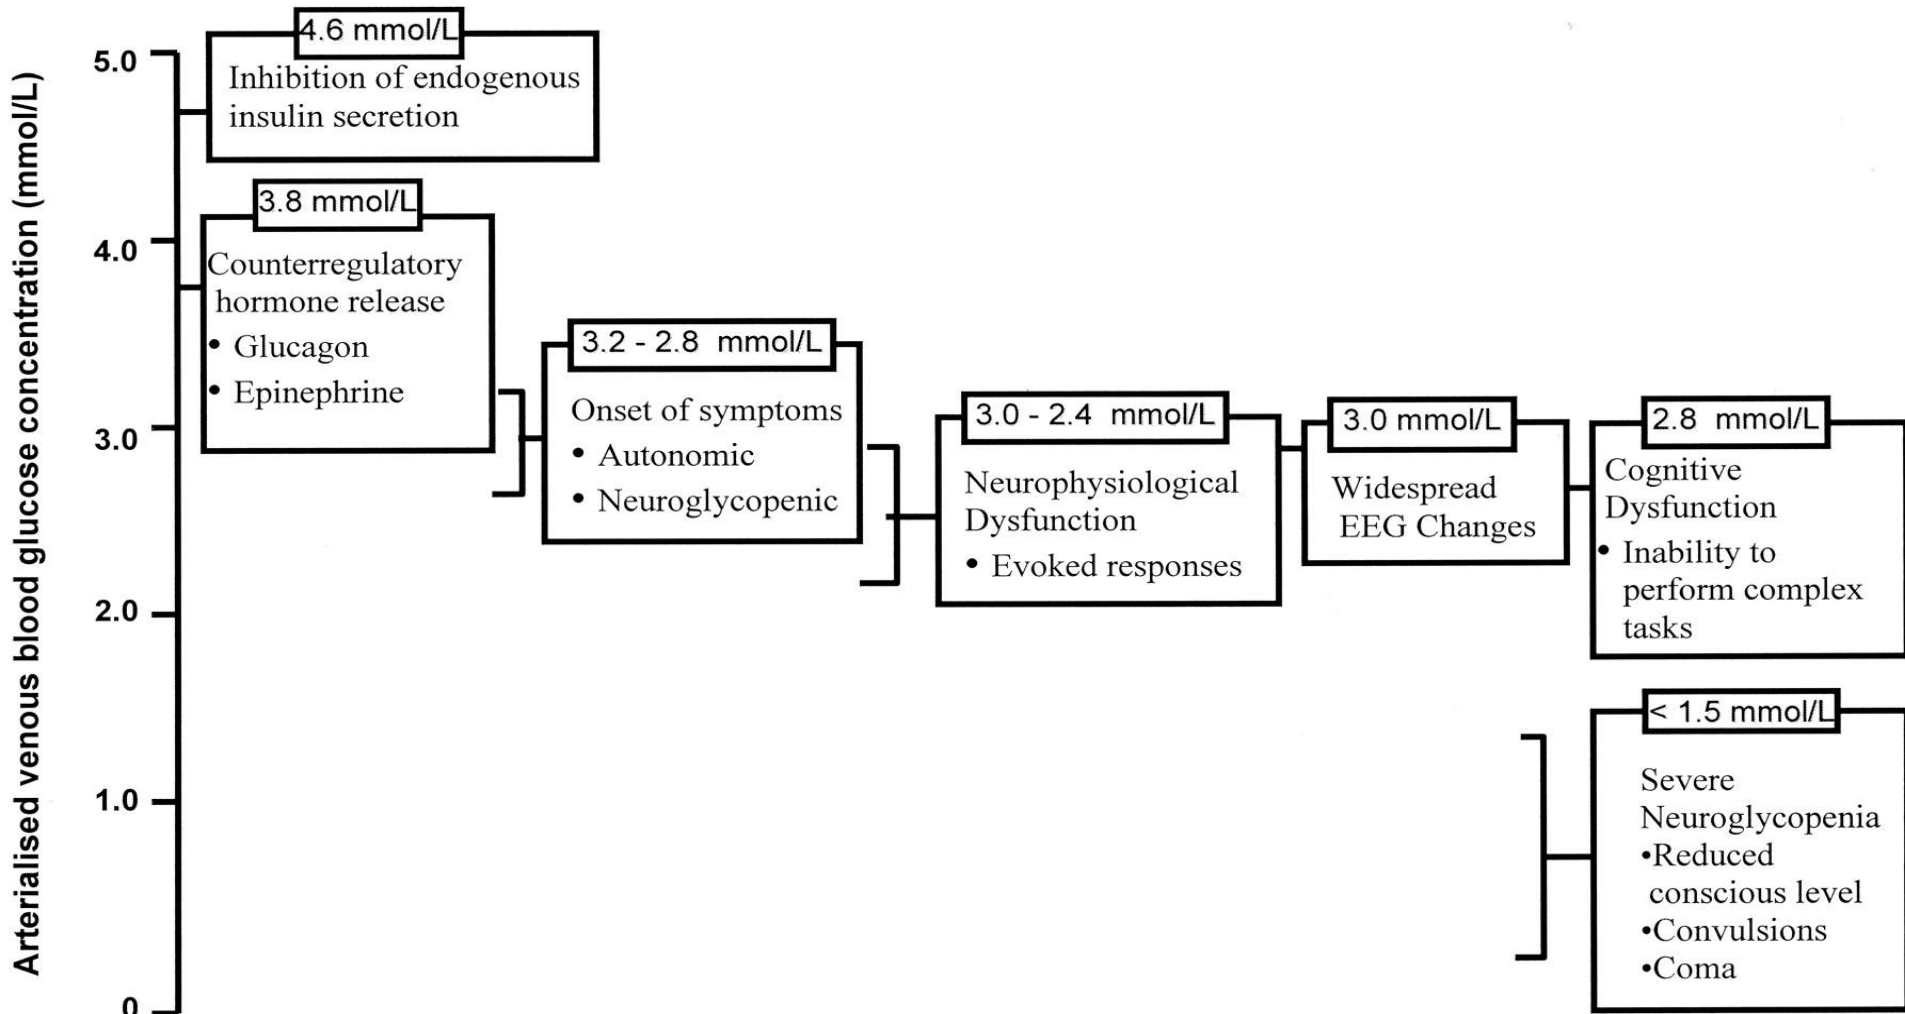 Arterialised venous blood glucose concentration (mmol/L)
5.0
4.0
3.0
2.0
1.0
0
4.6 mmol/L
Inhibition of endogenous
insulin secretion
3.8 mmol/L
Counterregulatory
hormone release
• Glucagon
• Epinephrine
3.2 - 2.8 mmol/L
Onset of symptoms
• Autonomic
• Neuroglycopenic
3.0 - 2.4 mmol/L
Neurophysiological
Dysfunction
• Evoked responses
3.0 mmol/L
Widespread
EEG Changes
2.8 mmol/L
Cognitive
Dysfunction
• Inability to
perform complex
tasks
< 1.5 mmol/L
Severe
Neuroglycopenia
•Reduced
conscious level
•Convulsions
•Coma